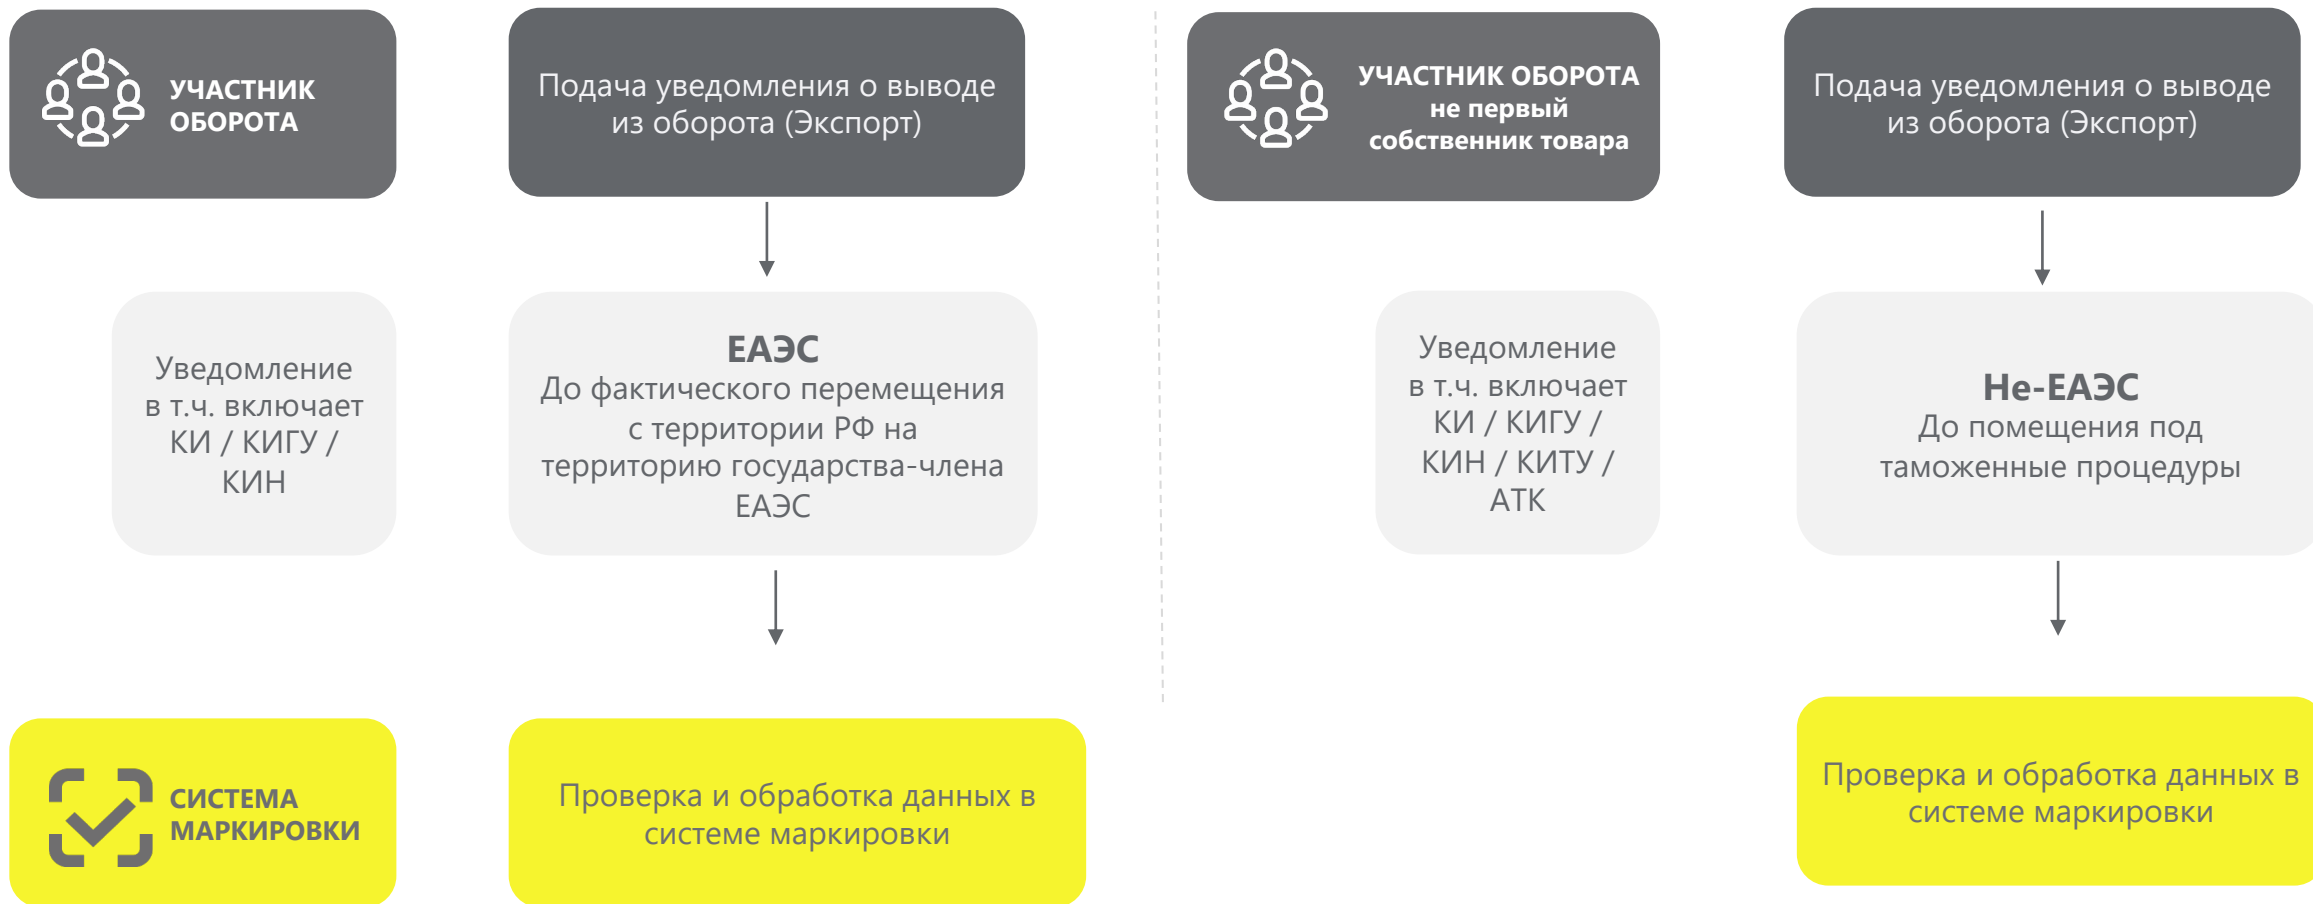 УЧАСТНИК
ОБОРОТА
Подача уведомления о выводе
из оборота (Экспорт)
Уведомление
в т.ч. включает
КИ / КИГУ /
КИН
ЕАЭС
До фактического перемещения
с территории РФ на
территорию государства-члена
ЕАЭС
СИСТЕМА
МАРКИРОВКИ
Проверка и обработка данных в
системе маркировки
УЧАСТНИК ОБОРОТА
не первый
собственник товара
Подача уведомления о выводе
из оборота (Экспорт)
Уведомление
в т.ч. включает
КИ / КИГУ /
КИН / КИТУ /
АТК
Не-ЕАЭС
До помещения под
таможенные процедуры
Проверка и обработка данных в
системе маркировки